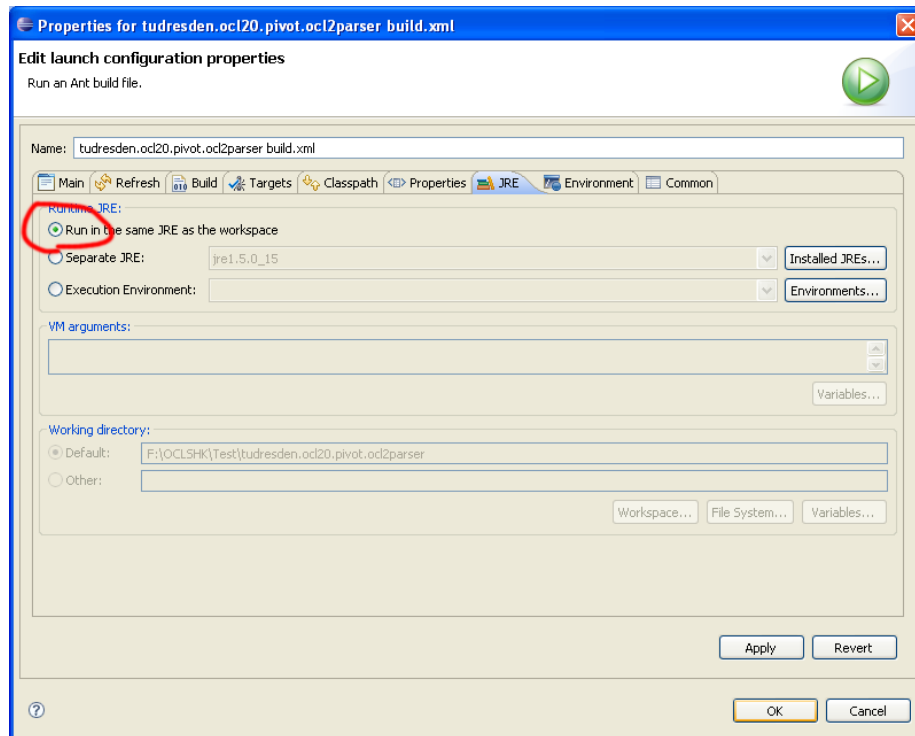 Properties for tudresden.ocl20.pivot.ocl2parser build.xml
Edit launch configuration properties
Run an Ant build file.
Name: tudresden.ocl20.pivot.ocl2parser build.xml
Main Refresh Build Targets Classpath Properties JRE Environment Common
Runtime JRE:
Run in the same JRE as the workspace
Separate JRE: jre1.5.0_15 Installed JREs...
Execution Environment: Environments...
VM arguments:
Variables...
Working directory:
Default: F:\OCLSHK\Test\tudresden.ocl20.pivot.ocl2parser
Other:
Workspace... File System... Variables...
Apply Revert
OK Cancel